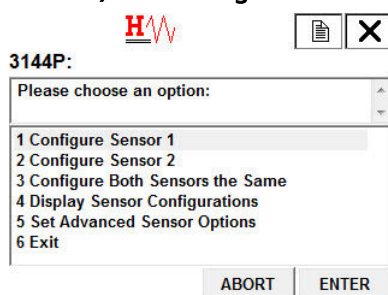 H
3144P:
Please choose an option:
1 Configure Sensor 1
2 Configure Sensor 2
3 Configure Both Sensors the Same
4 Display Sensor Configurations
5 Set Advanced Sensor Options
6 Exit
ABORT ENTER